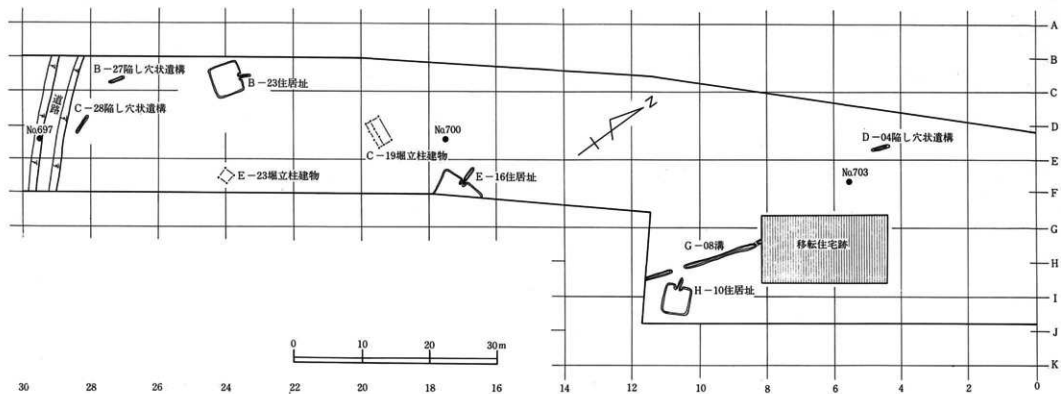 A
B
C
D
E
F
G
H
I
J
K
B-27陥し穴状遺構
B-23住居址
C-28陥し穴状遺構
道路
No.697
No.700
C-19堀立柱建物
E-23堀立柱建物
E-16住居址
N
D-04陥し穴状遺構
No.703
移転住宅跡
G-08溝
H-10住居址
0 10 20 30m
30 28 26 24 22 20 18 16 14 12 10 8 6 4 2 0